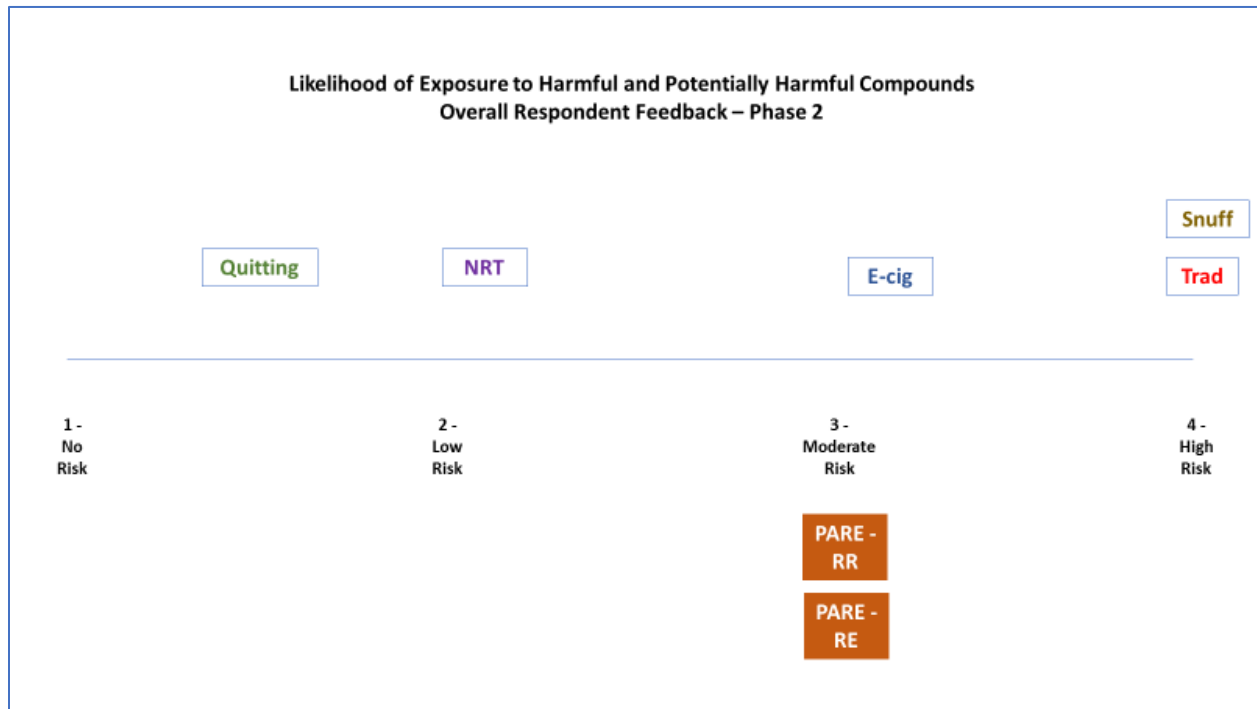 Likelihood of Exposure to Harmful and Potentially Harmful Compounds
Overall Respondent Feedback – Phase 2
Snuff
Quitting
NRT
E-cig
Trad
1 -
No
Risk
2 -
Low
Risk
3 -
Moderate
Risk
4 -
High
Risk
PARE -
RR
PARE -
RE